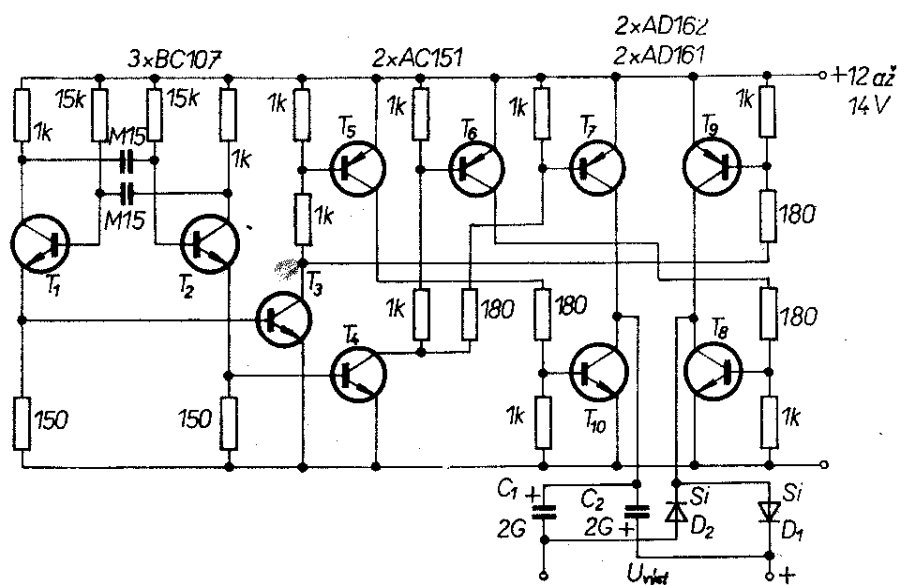 2×AD162
3×BC107 2×AC151 2×AD161
+12 až
14 V
15k 15k 1k 1k 1k
1k M15 1k T5 T6 T7 T9
M15 1k 180
T1 T2 T3
1k 180 180 180
T4 T8
150 150 1k T10 1k
C1 + C2 Si Si
2G 2G + D2 D1
+